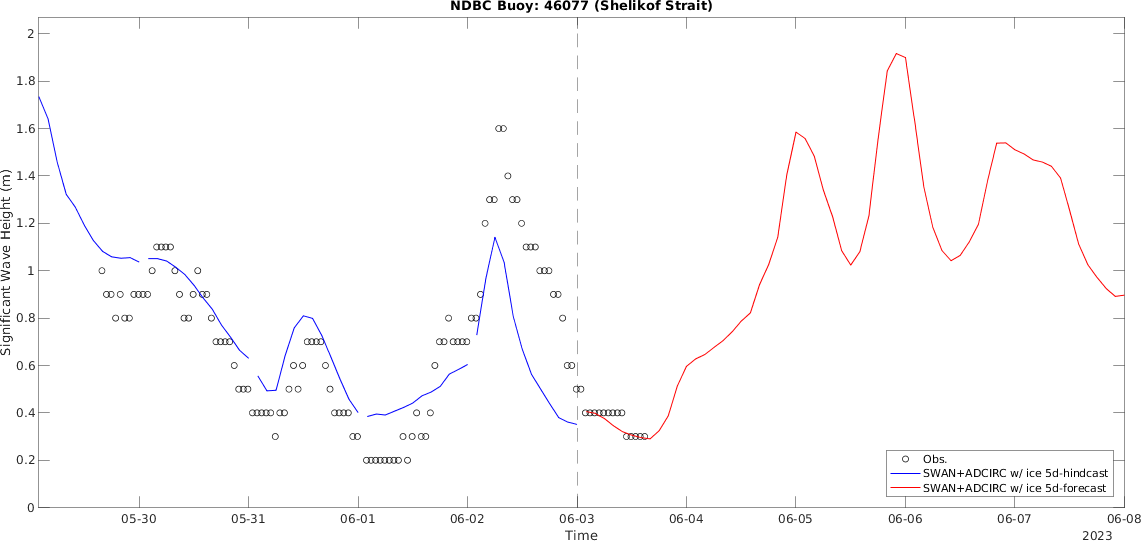 NDBC Buoy: 46077 (Shelikof Strait)
2
1.8
1.6
1.4
1.2
1
0.8
0.6
0.4
0.2
0
Significant Wave Height (m)
Obs.
SWAN+ADCIRC w/ ice 5d-hindcast
SWAN+ADCIRC w/ ice 5d-forecast
05-30 05-31 06-01 06-02 06-03 06-04 06-05 06-06 06-07 06-08
Time
2023